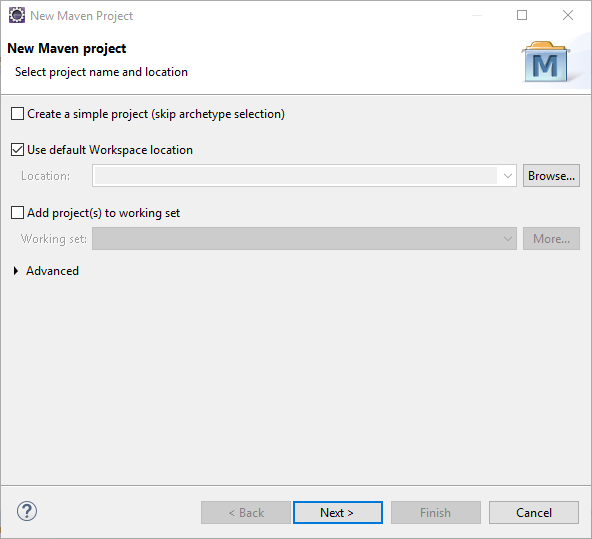 New Maven Project
New Maven project
Select project name and location
M
Create a simple project (skip archetype selection)
Use default Workspace location
Location:
Browse...
Add project(s) to working set
Working set:
More...
Advanced
?
< Back
Next >
Finish
Cancel